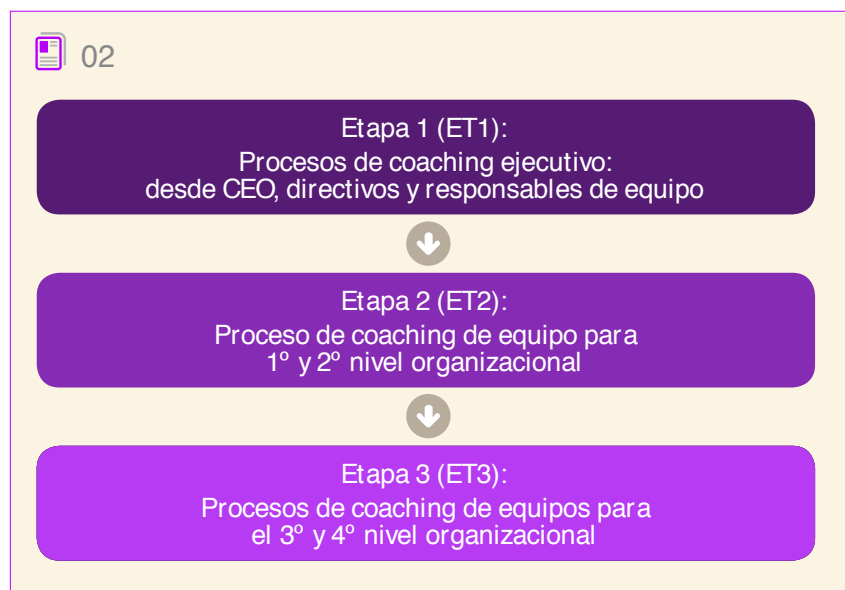 02
Etapa 1 (ET1):
Procesos de coaching ejecutivo:
desde CEO, directivos y responsables de equipo
Etapa 2 (ET2):
Proceso de coaching de equipo para
1º y 2º nivel organizacional
Etapa 3 (ET3):
Procesos de coaching de equipos para
el 3º y 4º nivel organizacional